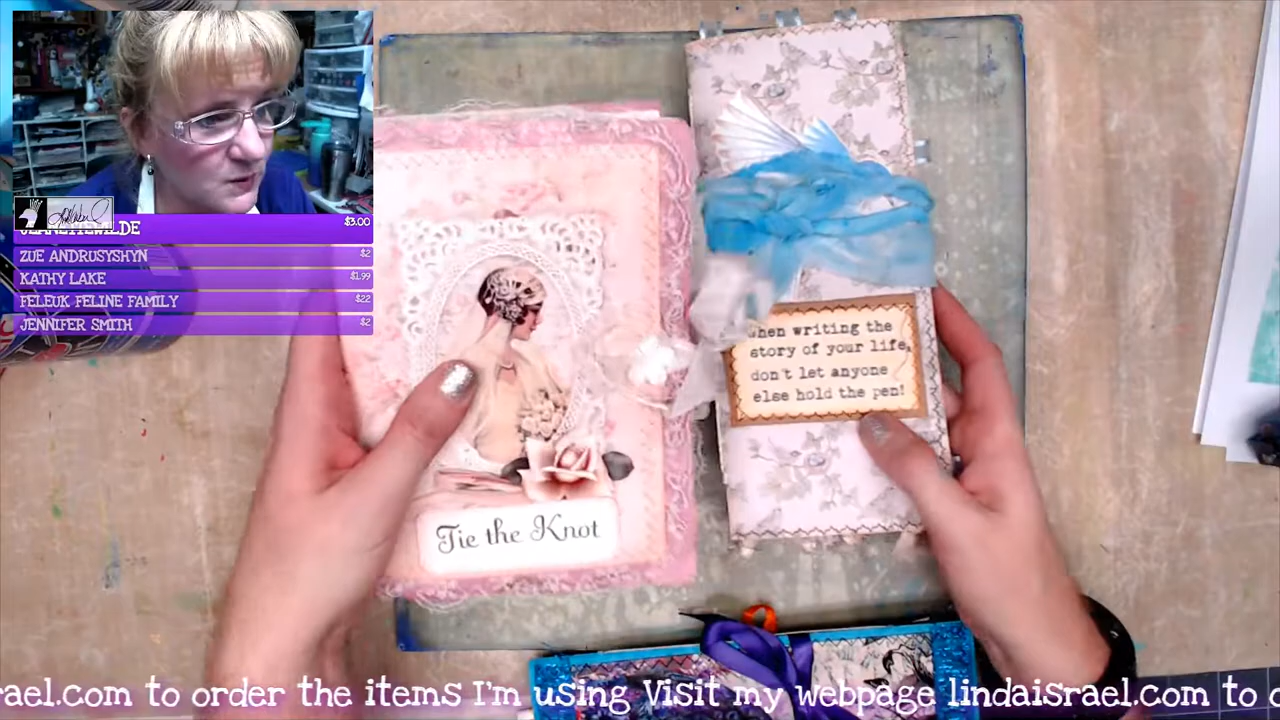 $3.00
ZUE ANDRUSYSHYN $2
KATHY LAKE $1.99
FELEUK FELINE FAMILY $22
JENNIFER SMITH $2
when writing the
story of your life,
don't let anyone
else hold the pen!
Tie the Knot
rael.com to order the items I'm using Visit my webpage lindaisrael.com to o